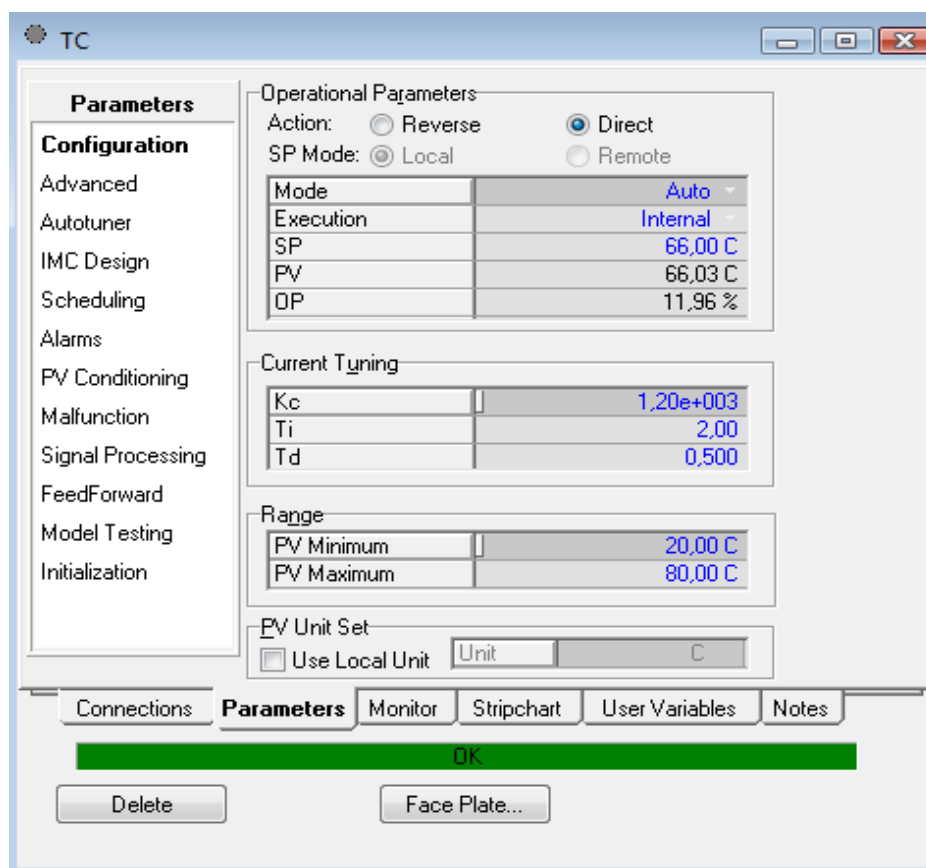 TC
Parameters
Configuration
Advanced
Autotuner
IMC Design
Scheduling
Alarms
PV Conditioning
Malfunction
Signal Processing
FeedForward
Model Testing
Initialization
Operational Parameters
Action: Reverse Direct
SP Mode: Local Remote
Mode Auto
Execution Internal
SP 66,00 C
PV 66,03 C
OP 11,96 %
Current Tuning
Kc 1,20e+003
Ti 2,00
Td 0,500
Range
PV Minimum 20,00 C
PV Maximum 80,00 C
PV Unit Set
Use Local Unit Unit C
Connections Parameters Monitor Stripchart User Variables Notes
OK
Delete Face Plate...